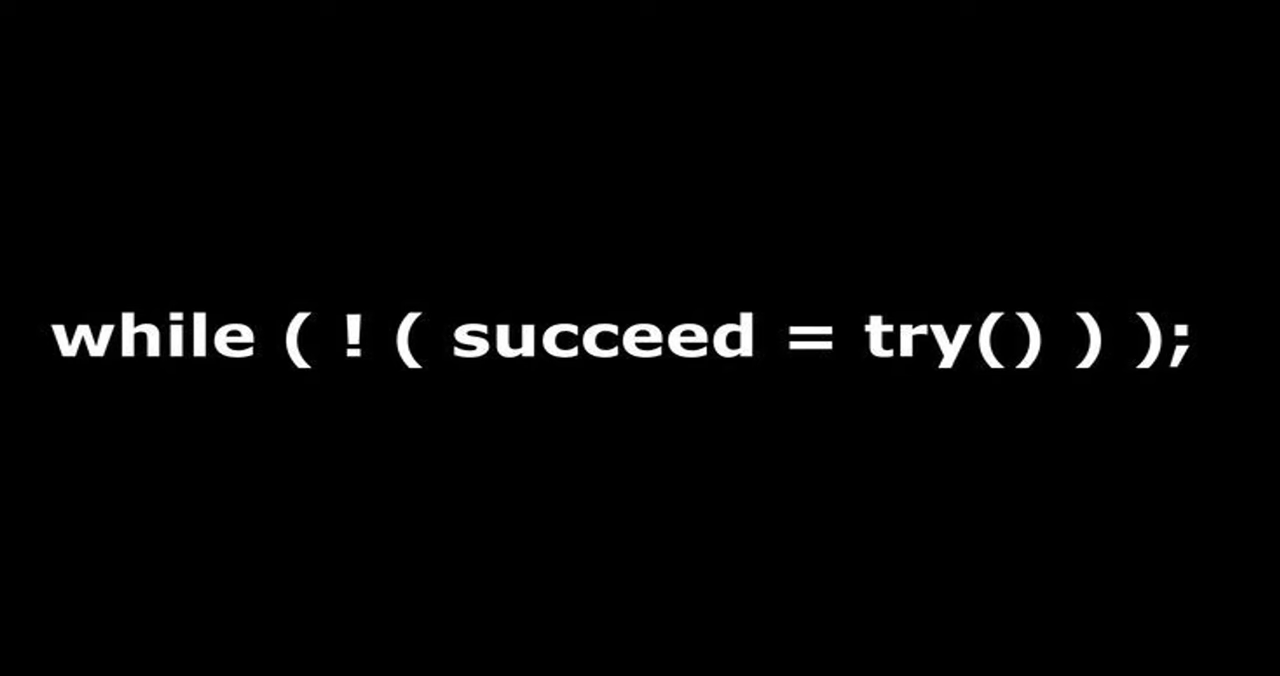 while ( ! ( succeed = try() ) );